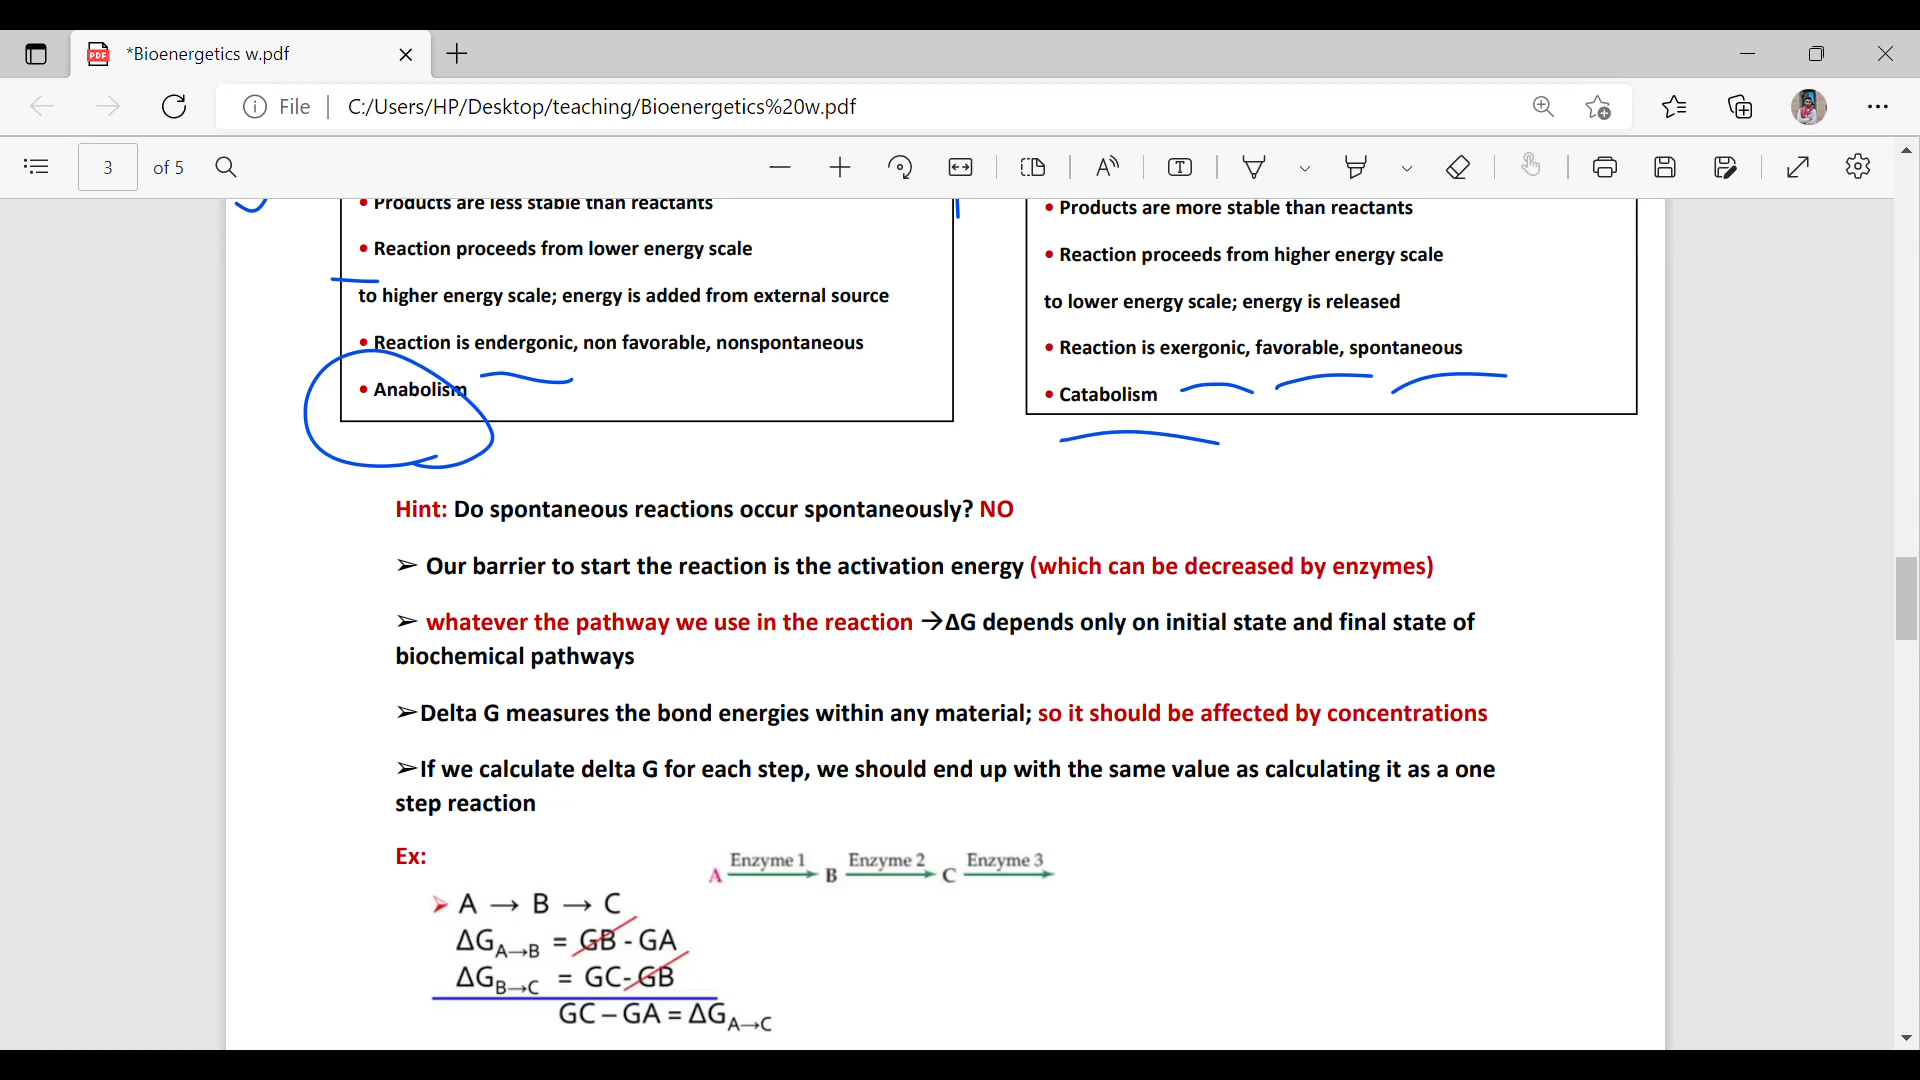 *Bioenergetics w.pdf
File
C:/Users/HP/Desktop/teaching/Bioenergetics%20w.pdf
3 of 5
• Products are less stable than reactants
• Reaction proceeds from lower energy scale
to higher energy scale; energy is added from external source
• Reaction is endergonic, non favorable, nonspontaneous
• Anabolism
• Products are more stable than reactants
• Reaction proceeds from higher energy scale
to lower energy scale; energy is released
• Reaction is exergonic, favorable, spontaneous
• Catabolism
Hint: Do spontaneous reactions occur spontaneously? NO
➢ Our barrier to start the reaction is the activation energy (which can be decreased by enzymes)
➢ whatever the pathway we use in the reaction →ΔG depends only on initial state and final state of
biochemical pathways
➢Delta G measures the bond energies within any material; so it should be affected by concentrations
➢If we calculate delta G for each step, we should end up with the same value as calculating it as a one
step reaction
Ex:
Enzyme 1 Enzyme 2 Enzyme 3
A B C
➢ A → B → C
ΔG A→B = GB - GA
ΔG B→C = GC- GB
GC – GA = ΔG A→C